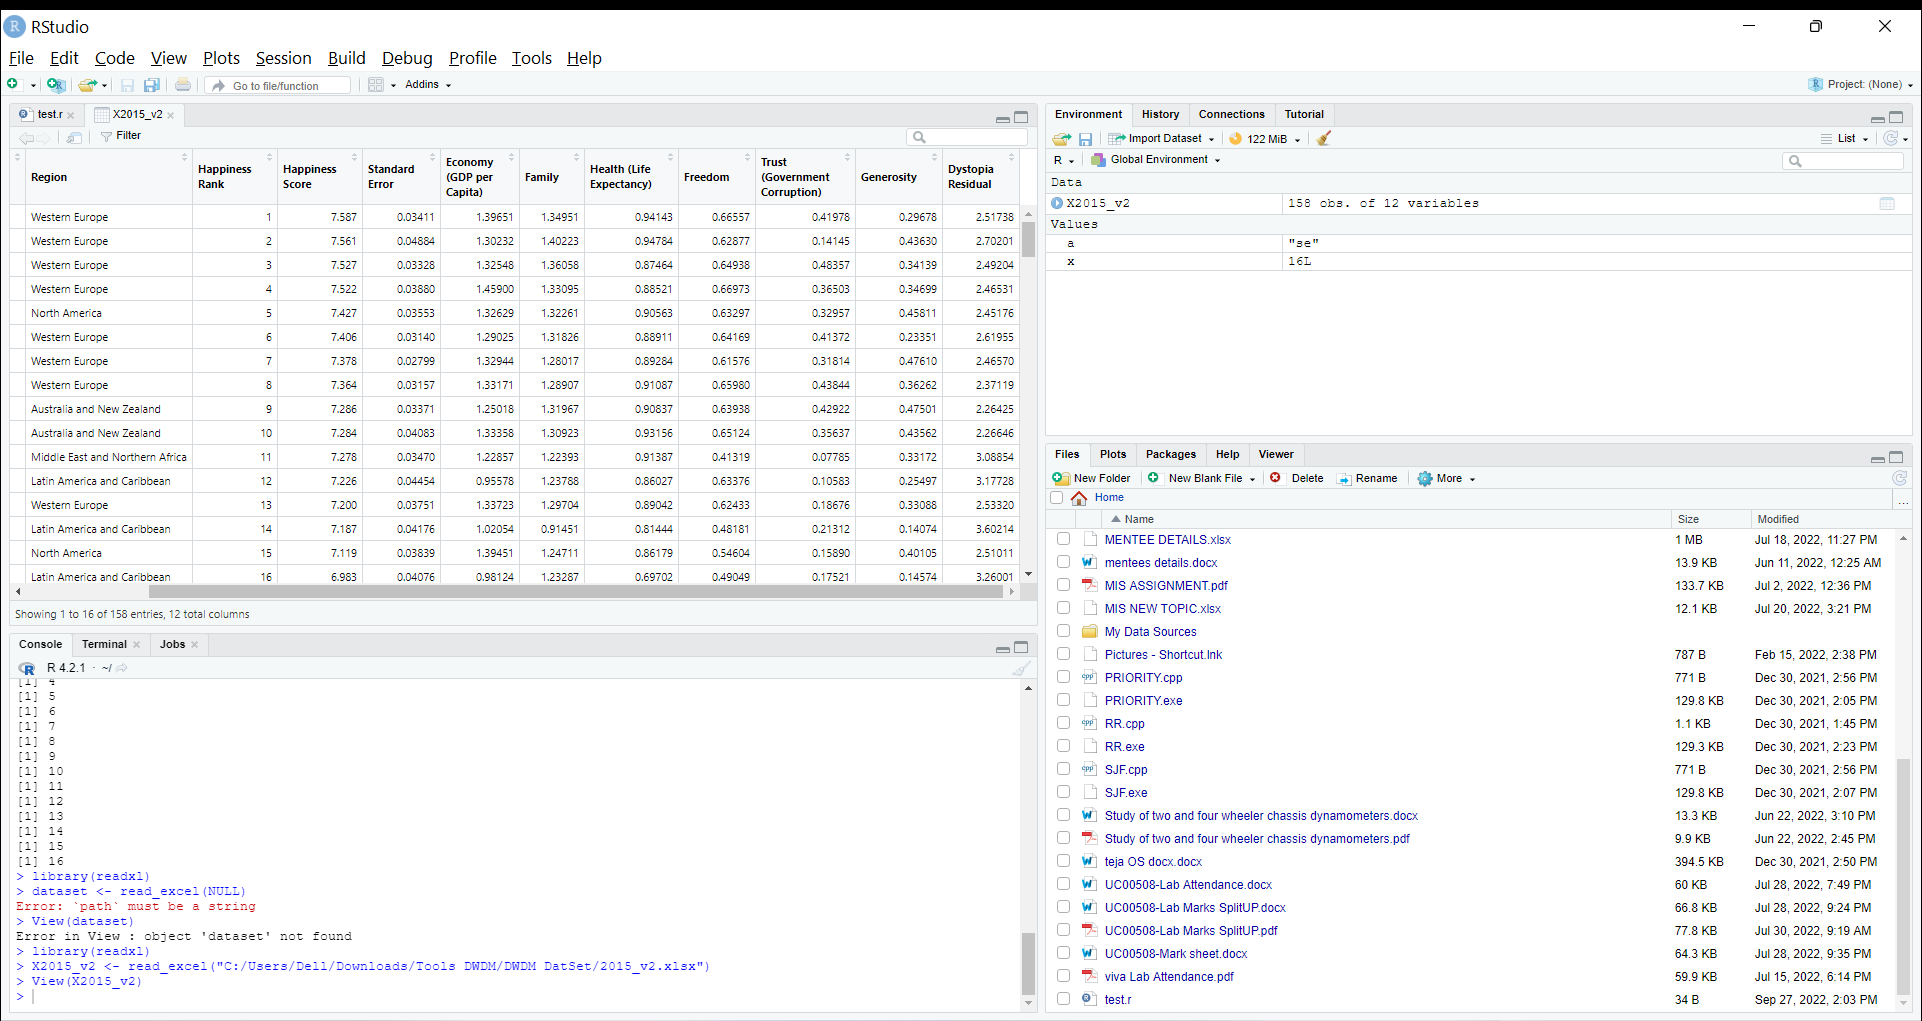 RStudio
File Edit Code View Plots Session Build Debug Profile Tools Help
Go to file/function Addins Project: (None)
test.r X2015_v2
Filter
Region Happiness Rank Happiness Score Standard Error Economy (GDP per Capita) Family Health (Life Expectancy) Freedom Trust (Government Corruption) Generosity Dystopia Residual
Western Europe 1 7.587 0.03411 1.39651 1.34951 0.94143 0.66557 0.41978 0.29678 2.51738
Western Europe 2 7.561 0.04884 1.30232 1.40223 0.94784 0.62877 0.14145 0.43630 2.70201
Western Europe 3 7.527 0.03328 1.32548 1.36058 0.87464 0.64938 0.48357 0.34139 2.49204
Western Europe 4 7.522 0.03880 1.45900 1.33095 0.88521 0.66973 0.36503 0.34699 2.46531
North America 5 7.427 0.03553 1.32629 1.32261 0.90563 0.63297 0.32957 0.45811 2.45176
Western Europe 6 7.406 0.03140 1.29025 1.31826 0.88911 0.64169 0.41372 0.23351 2.61955
Western Europe 7 7.378 0.02799 1.32944 1.28017 0.89284 0.61576 0.31814 0.47610 2.46570
Western Europe 8 7.364 0.03157 1.33171 1.28907 0.91087 0.65980 0.43844 0.36262 2.37119
Australia and New Zealand 9 7.286 0.03371 1.25018 1.31967 0.90837 0.63938 0.42922 0.47501 2.26425
Australia and New Zealand 10 7.284 0.04083 1.33358 1.30923 0.93156 0.65124 0.35637 0.43562 2.26646
Middle East and Northern Africa 11 7.278 0.03470 1.22857 1.22393 0.91387 0.41319 0.07785 0.33172 3.08854
Latin America and Caribbean 12 7.226 0.04454 0.95578 1.23788 0.86027 0.63376 0.10583 0.25497 3.17728
Western Europe 13 7.200 0.03751 1.33723 1.29704 0.89042 0.62433 0.18676 0.33088 2.53320
Latin America and Caribbean 14 7.187 0.04176 1.02054 0.91451 0.81444 0.48181 0.21312 0.14074 3.60214
North America 15 7.119 0.03839 1.39451 1.24711 0.86179 0.54604 0.15890 0.40105 2.51011
Latin America and Caribbean 16 6.983 0.04076 0.98124 1.23287 0.69702 0.49049 0.17521 0.14574 3.26001
Showing 1 to 16 of 158 entries, 12 total columns
Console Terminal Jobs
R 4.2.1 · ~/
[1] 4
[1] 5
[1] 6
[1] 7
[1] 8
[1] 9
[1] 10
[1] 11
[1] 12
[1] 13
[1] 14
[1] 15
[1] 16
> library(readxl)
> dataset <- read_excel(NULL)
Error: `path` must be a string
> View(dataset)
Error in View : object 'dataset' not found
> library(readxl)
> X2015_v2 <- read_excel("C:/Users/Dell/Downloads/Tools DWDM/DWDM DatSet/2015_v2.xlsx")
> View(X2015_v2)
>
Environment History Connections Tutorial
Import Dataset 122 MiB List
R Global Environment
Data
X2015_v2 158 obs. of 12 variables
Values
a "se"
x 16L
Files Plots Packages Help Viewer
New Folder New Blank File Delete Rename More
Home ...
Name Size Modified
MENTEE DETAILS.xlsx 1 MB Jul 18, 2022, 11:27 PM
mentees details.docx 13.9 KB Jun 11, 2022, 12:25 AM
MIS ASSIGNMENT.pdf 133.7 KB Jul 2, 2022, 12:36 PM
MIS NEW TOPIC.xlsx 12.1 KB Jul 20, 2022, 3:21 PM
My Data Sources
Pictures - Shortcut.lnk 787 B Feb 15, 2022, 2:38 PM
PRIORITY.cpp 771 B Dec 30, 2021, 2:56 PM
PRIORITY.exe 129.8 KB Dec 30, 2021, 2:05 PM
RR.cpp 1.1 KB Dec 30, 2021, 1:45 PM
RR.exe 129.3 KB Dec 30, 2021, 2:23 PM
SJF.cpp 771 B Dec 30, 2021, 2:56 PM
SJF.exe 129.8 KB Dec 30, 2021, 2:07 PM
Study of two and four wheeler chassis dynamometers.docx 13.3 KB Jun 22, 2022, 3:10 PM
Study of two and four wheeler chassis dynamometers.pdf 9.9 KB Jun 22, 2022, 2:45 PM
teja OS docx.docx 394.5 KB Dec 30, 2021, 2:50 PM
UC00508-Lab Attendance.docx 60 KB Jul 28, 2022, 7:49 PM
UC00508-Lab Marks SplitUP.docx 66.8 KB Jul 28, 2022, 9:24 PM
UC00508-Lab Marks SplitUP.pdf 77.8 KB Jul 30, 2022, 9:19 AM
UC00508-Mark sheet.docx 64.3 KB Jul 28, 2022, 9:35 PM
viva Lab Attendance.pdf 59.9 KB Jul 15, 2022, 6:14 PM
test.r 34 B Sep 27, 2022, 2:03 PM